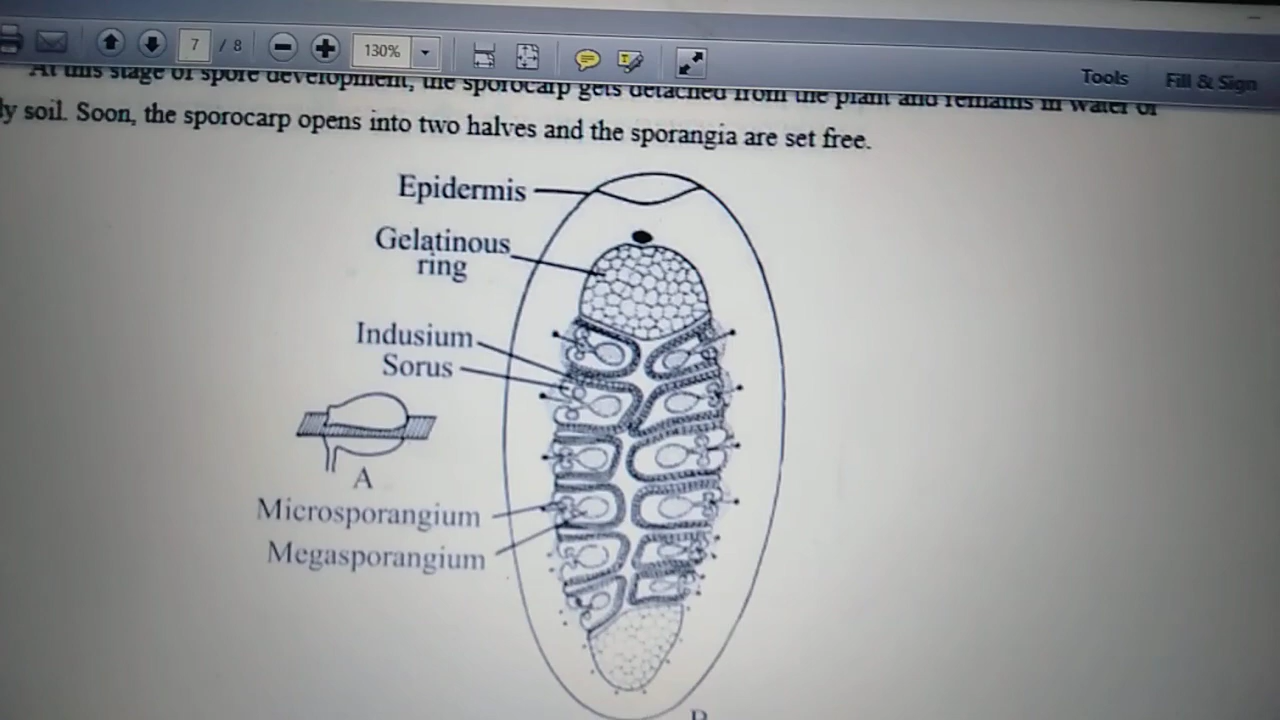 7 / 8
130%
Tools
Fill & Sign
At this stage of spore development, the sporocarp gets detached from the plant and remains in water or
ly soil. Soon, the sporocarp opens into two halves and the sporangia are set free.
Epidermis
Gelatinous
ring
Indusium
Sorus
A
Microsporangium
Megasporangium